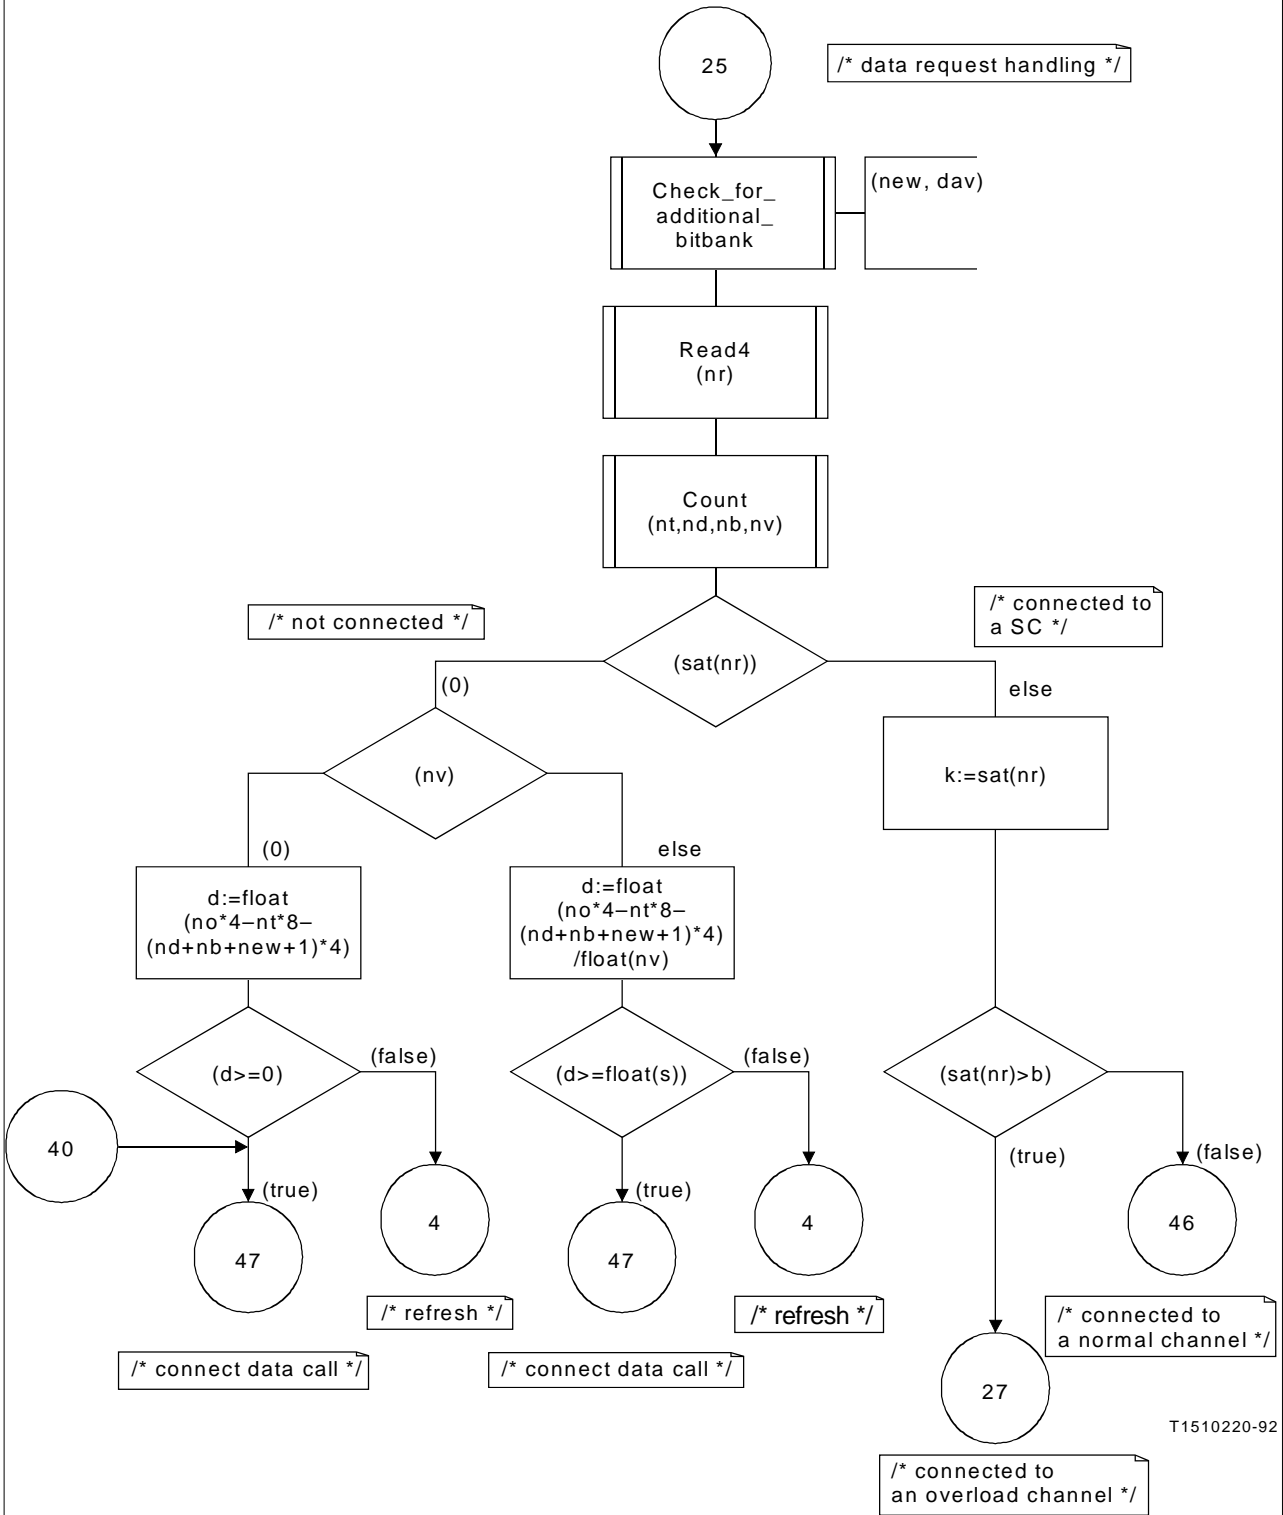 25
/* data request handling */
Check_for_
additional_
bitbank
(new, dav)
Read4
(nr)
Count
(nt,nd,nb,nv)
/* not connected */
/* connected to
a SC */
(sat(nr))
(0)
else
(nv)
k:=sat(nr)
(0)
else
d:=float
(no*4–nt*8–
(nd+nb+new+1)*4)
d:=float
(no*4–nt*8–
(nd+nb+new+1)*4)
/float(nv)
(d>=0)
(false)
(d>=float(s))
(false)
(sat(nr)>b)
40
(true)
(false)
(true)
(true)
47
4
47
4
46
/* refresh */
/* refresh */
/* connected to
a normal channel */
/* connect data call */
/* connect data call */
27
T1510220-92
/* connected to
an overload channel */